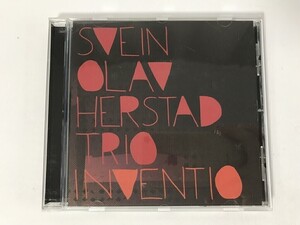 SVEIN
OLAV
HERSTAD
TRIO
INVENTIO